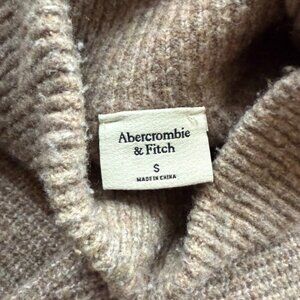 Abercrombie
& Fitch
S
MADE IN CHINA